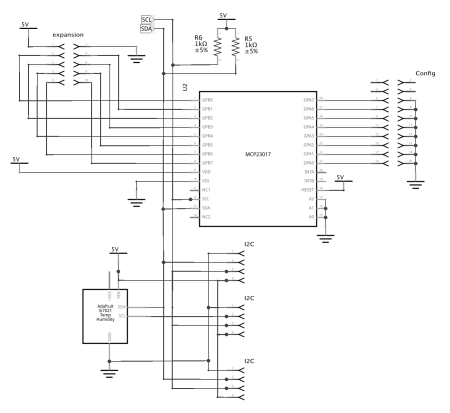 SCL
SDA
5V
expansion
5V
R6
1kΩ
±5%
R5
1kΩ
±5%
Config
U2
GPB0
GPB1
GPB2
GPB3
GPB4
GPB5
GPB6
GPB7
VDD
VSS
NC1
SCL
SDA
NC2
MCP23017
GPA7
GPA6
GPA5
GPA4
GPA3
GPA2
GPA1
GPA0
INTA
INTB
~RESET
A2
A1
A0
5V
5V
5V
I2C
I2C
I2C
Adafruit
Si7021
Temp
Humidity
SDA
SCL
GND
VIN